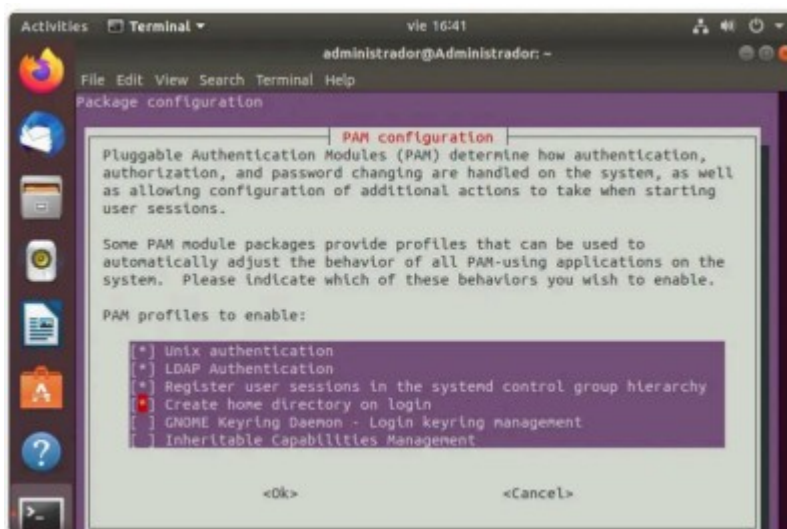 Activities Terminal vie 16:41
administrador@Administrador: ~
File Edit View Search Terminal Help
Package configuration
PAM configuration
Pluggable Authentication Modules (PAM) determine how authentication,
authorization, and password changing are handled on the system, as well
as allowing configuration of additional actions to take when starting
user sessions.
Some PAM module packages provide profiles that can be used to
automatically adjust the behavior of all PAM-using applications on the
system. Please indicate which of these behaviors you wish to enable.
PAM profiles to enable:
[*] Unix authentication
[*] LDAP Authentication
[*] Register user sessions in the systemd control group hierarchy
[*] Create home directory on login
[ ] GNOME Keyring Daemon - Login keyring management
[ ] Inheritable Capabilities Management
<Ok> <Cancel>